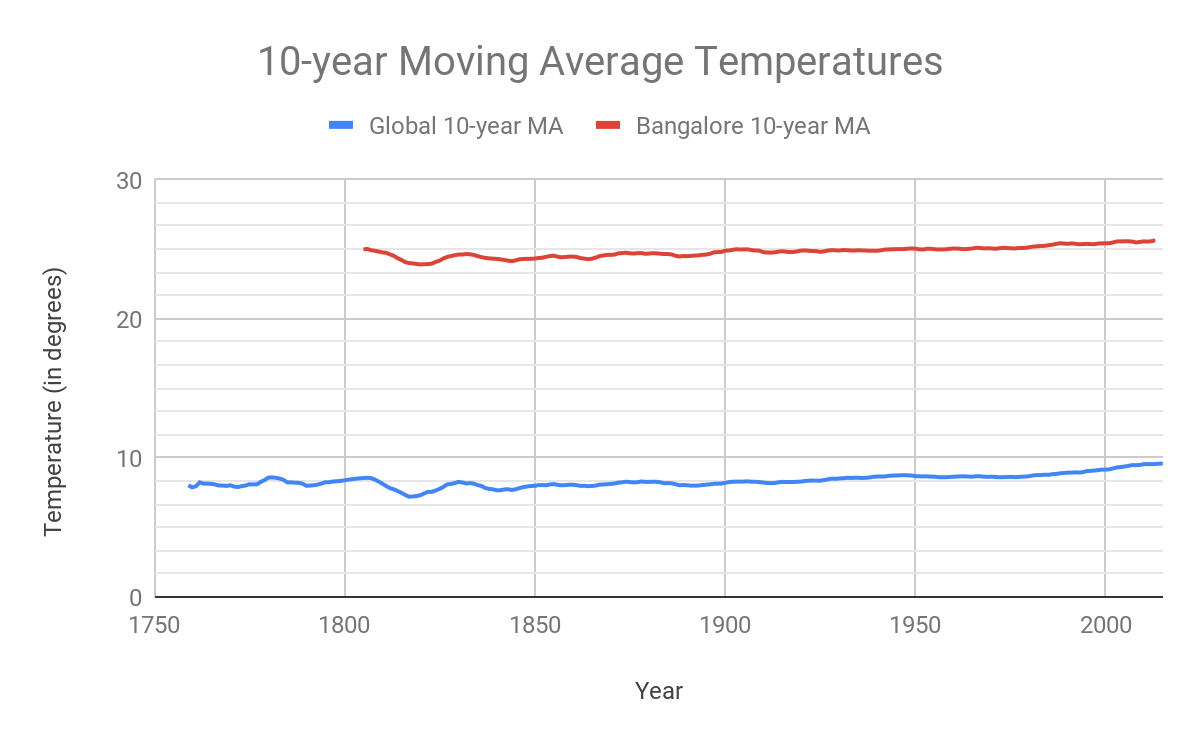 10-year Moving Average Temperatures
Global 10-year MA Bangalore 10-year MA
30
20
10
0
Temperature (in degrees)
1750 1800 1850 1900 1950 2000
Year